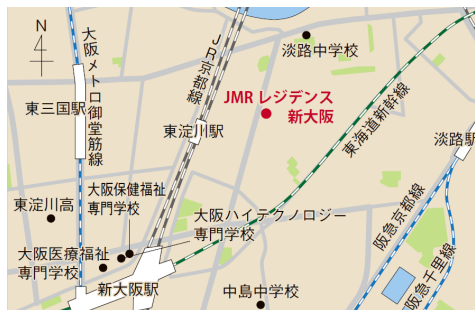 N
大阪メトロ御堂筋線
JR京都線
淡路中学校
JMRレジデンス
新大阪
東三国駅
東淀川駅
東海道新幹線
淡路駅
大阪保健福祉
専門学校
東淀川高
大阪ハイテクノロジー
専門学校
阪急京都線
大阪医療福祉
専門学校
新大阪駅
中島中学校
阪急千里線